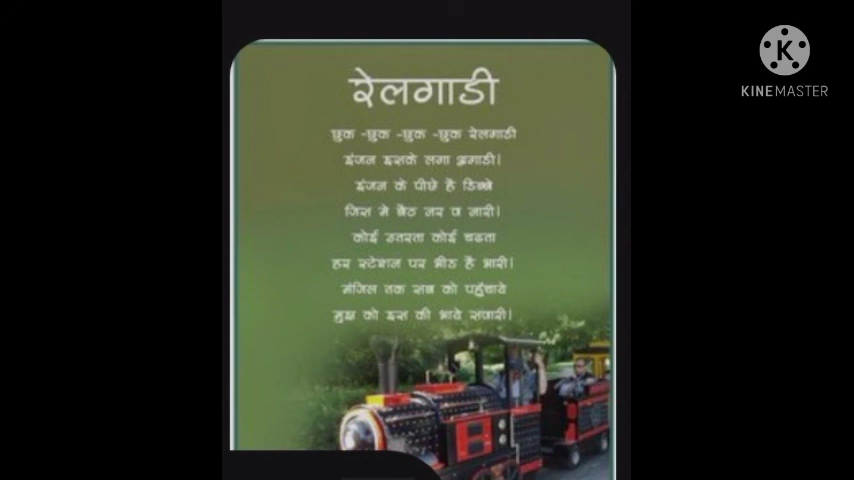 रेलगाडी
छुक -छुक -छुक -छुक रेलगाडी
इंजन इसके लगा अगाडी।
इंजन के पीछे है डिब्बे
जिस मे बैठ नर व नारी।
कोई उतरता कोई चढता
हर स्टेशन पर भीड है भारी।
मंजिल तक सब को पहुंचावे
मुझ को इस की भावे सवारी।
KINEMASTER